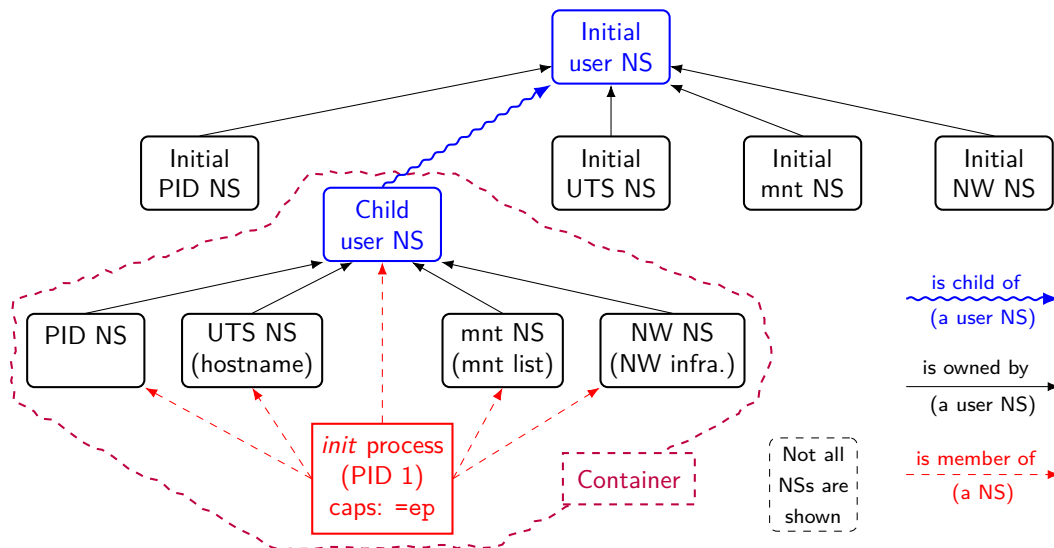 Initial
user NS
Initial
PID NS
Initial
UTS NS
Initial
mnt NS
Initial
NW NS
Child
user NS
PID NS
UTS NS
(hostname)
mnt NS
(mnt list)
NW NS
(NW infra.)
init process
(PID 1)
caps: =ep
Container
Not all
NSs are
shown
is child of
(a user NS)
is owned by
(a user NS)
is member of
(a NS)